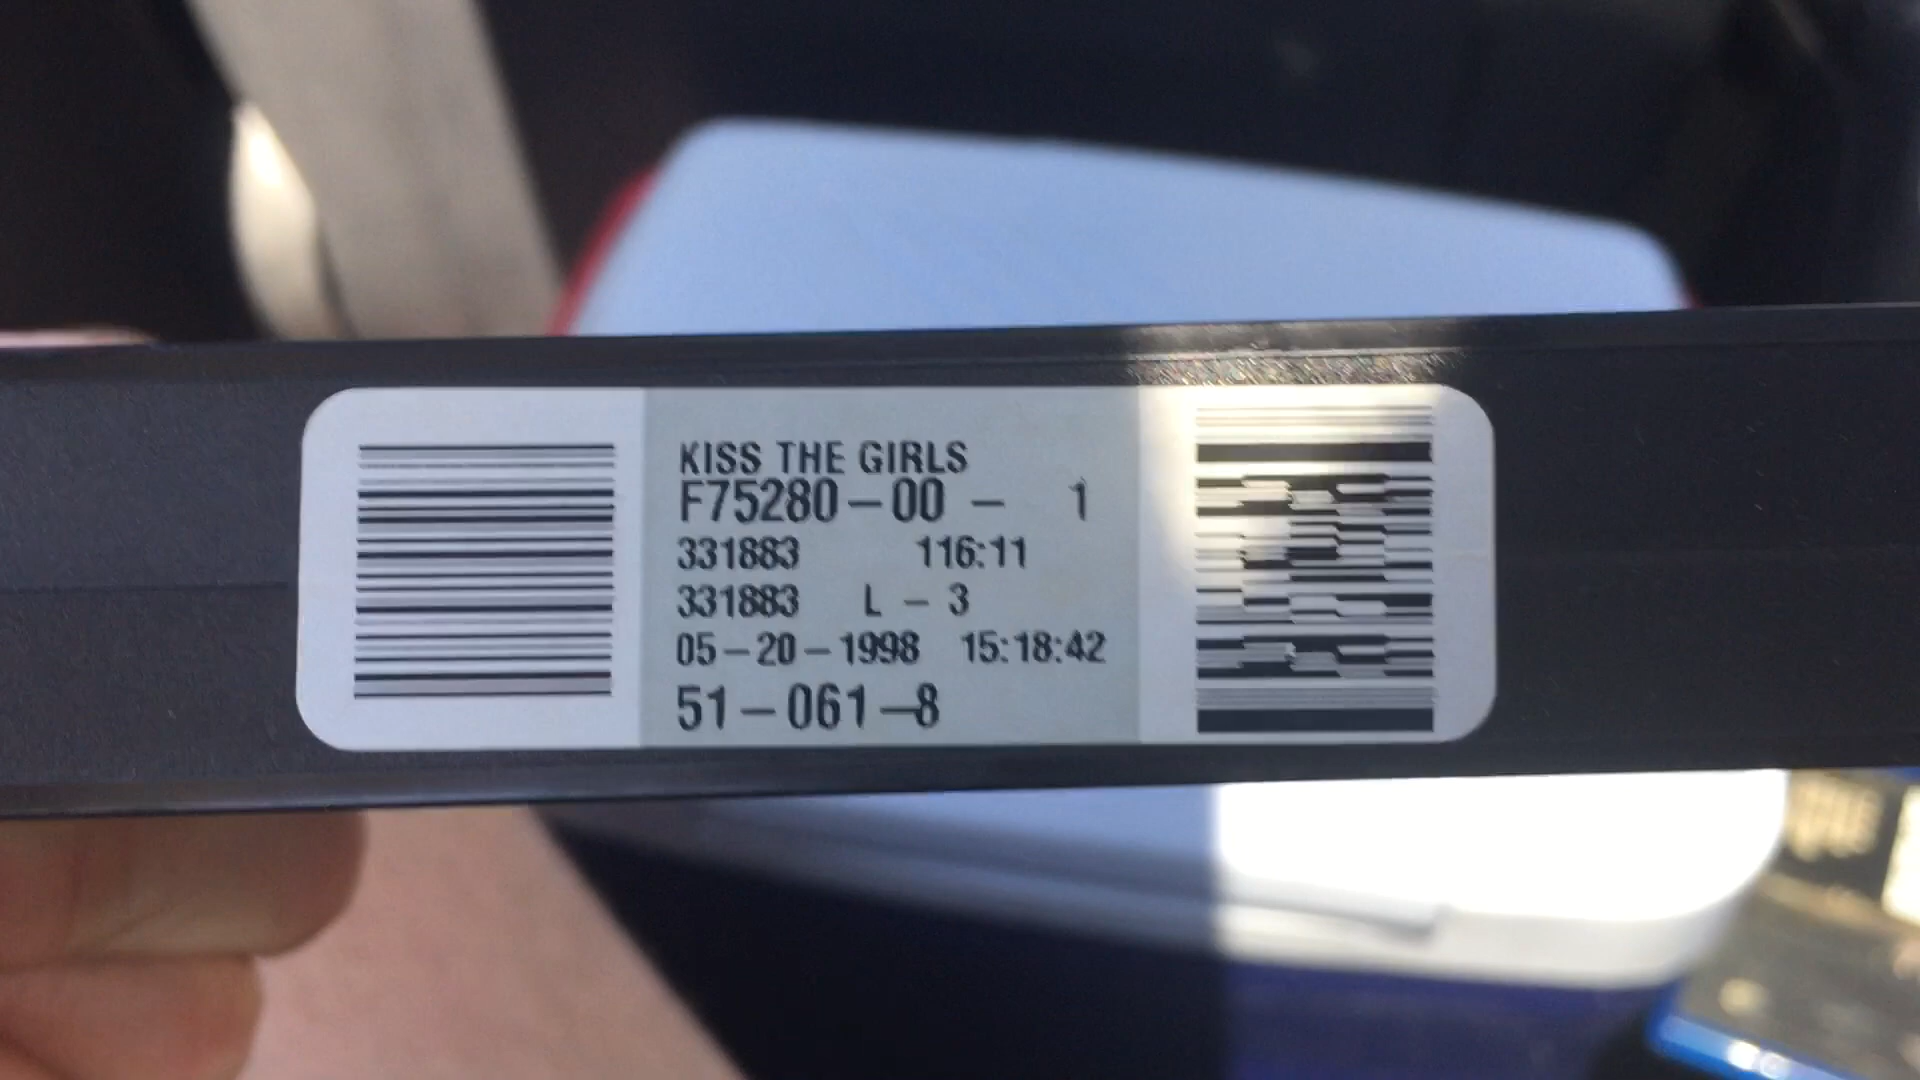 KISS THE GIRLS
F75280-00 - 1
331883 116:11
331883 L - 3
05-20-1998 15:18:42
51-061-8